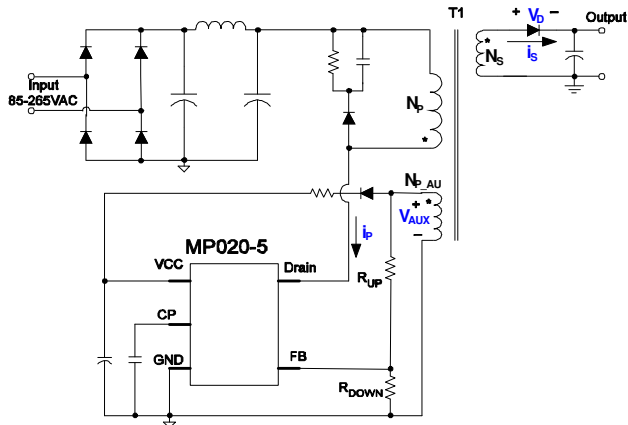 T1
+ VD −
Output
iS
NS
*
Input
85-265VAC
NP
*
NP_AU
+ *
VAUX
−
iP
MP020-5
VCC
Drain
RUP
CP
GND
FB
RDOWN